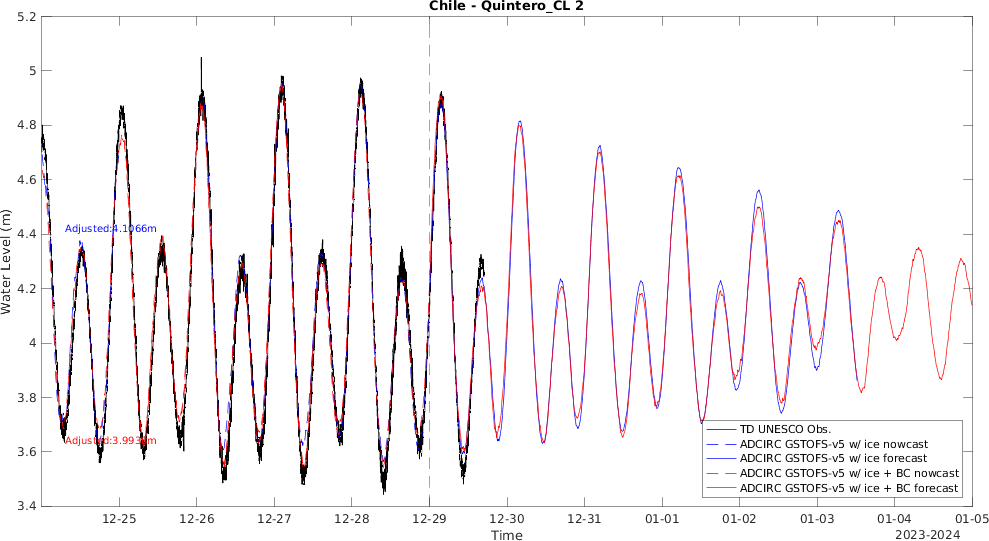 Chile - Quintero_CL 2
5.2
5
4.8
4.6
4.4
4.2
4
3.8
3.6
3.4
Water Level (m)
Adjusted:4.1066m
TD UNESCO Obs.
ADCIRC GSTOFS-v5 w/ ice nowcast
ADCIRC GSTOFS-v5 w/ ice forecast
ADCIRC GSTOFS-v5 w/ ice + BC nowcast
ADCIRC GSTOFS-v5 w/ ice + BC forecast
12-25 12-26 12-27 12-28 12-29 12-30 12-31 01-01 01-02 01-03 01-04 01-05
Time
2023-2024